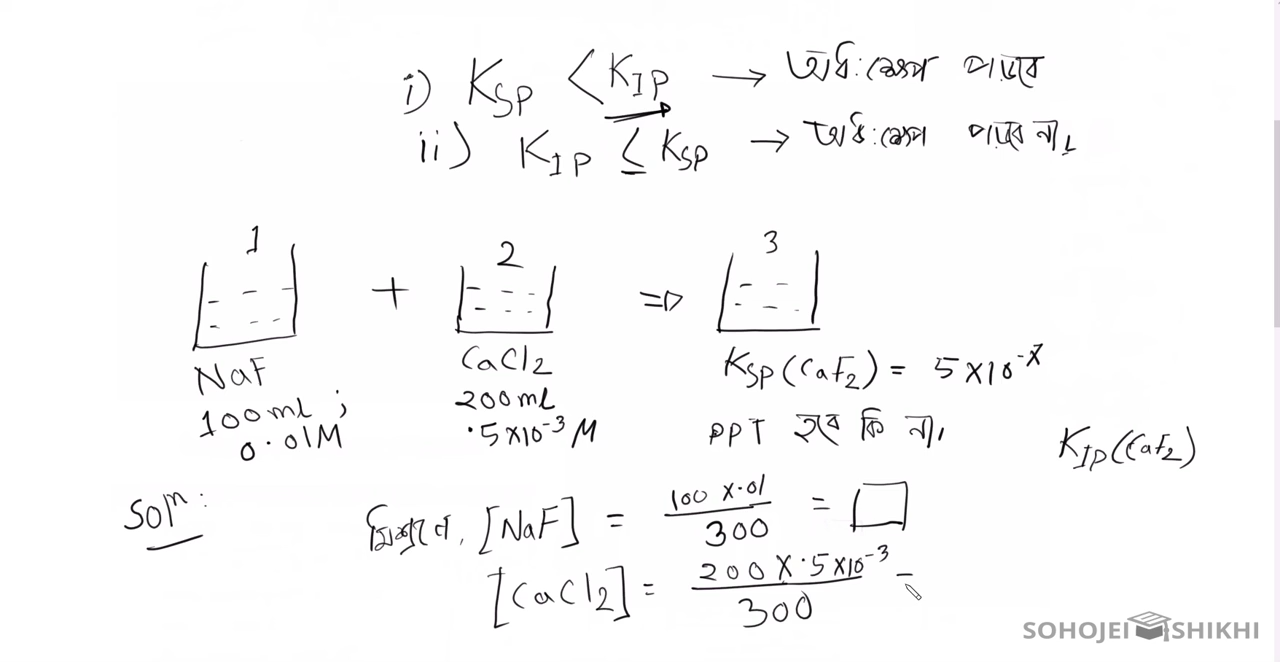 i) KSP < KIP → অধঃক্ষেপ পড়বে
ii) KIP ≤ KSP → অধঃক্ষেপ পড়বে না।
1 + 2 ⇒ 3
NaF
100 ml ;
0.01M
CaCl2
200 ml
.5×10⁻³ M
KSP (CaF2) = 5×10⁻⁷
PPT হবে কি না।
KIP (CaF2)
Solⁿ :
মিশ্রণে, [NaF] = 100 × .01 / 300 = □
[CaCl2] = 200 × .5×10⁻³ / 300 =
SOHOJEI SHIKHI